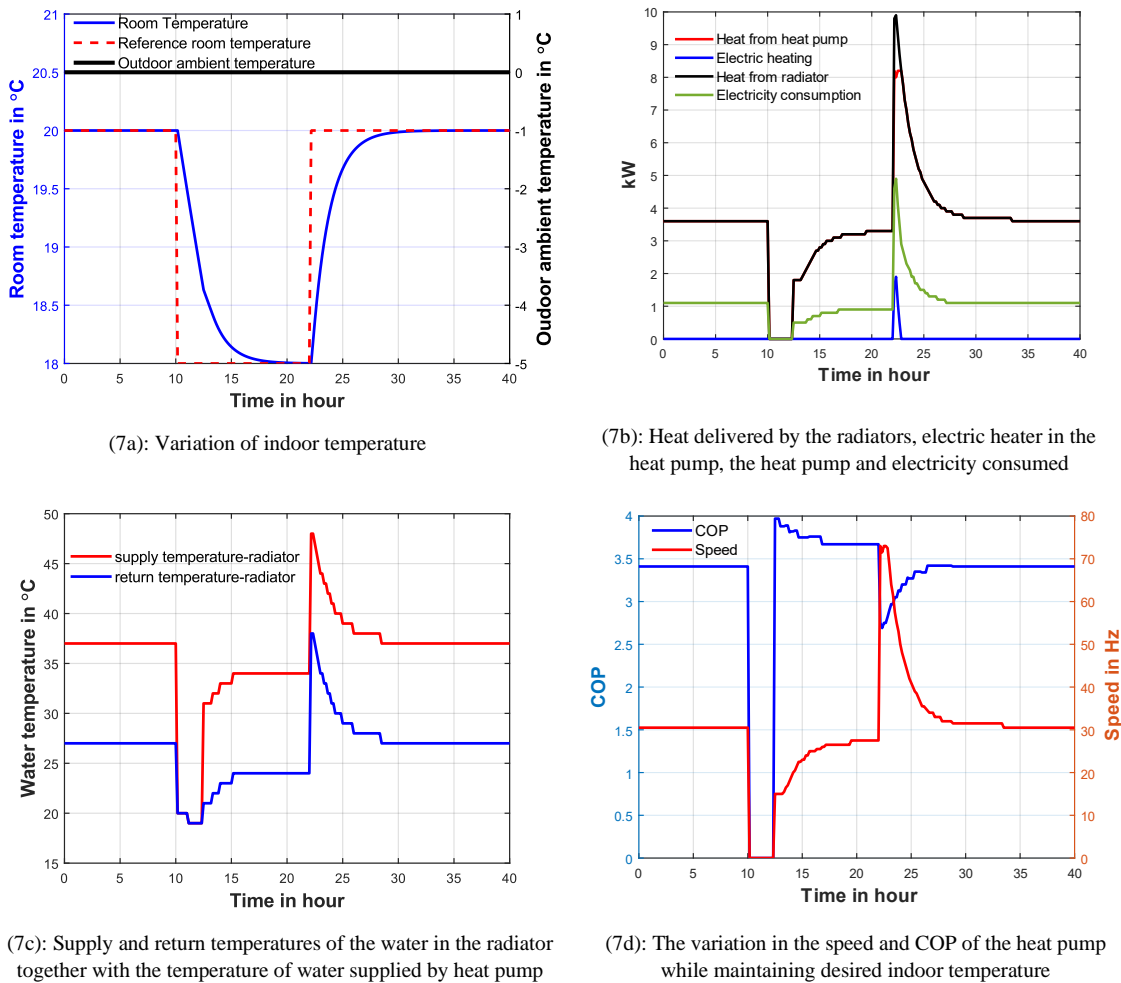 21
20.5
20
19.5
19
18.5
18
Room temperature in °C
Room Temperature
Reference room temperature
Outdoor ambient temperature
1
0
-1
-2
-3
-4
-5
Oudoor ambient temperature in °C
0 5 10 15 20 25 30 35 40
Time in hour
(7a): Variation of indoor temperature
10
9
8
7
6
5
4
3
2
1
0
kW
Heat from heat pump
Electric heating
Heat from radiator
Electricity consumption
0 5 10 15 20 25 30 35 40
Time in hour
(7b): Heat delivered by the radiators, electric heater in the
heat pump, the heat pump and electricity consumed
50
45
40
35
30
25
20
15
Water temperature in °C
supply temperature-radiator
return temperature-radiator
0 5 10 15 20 25 30 35 40
Time in hour
(7c): Supply and return temperatures of the water in the radiator
together with the temperature of water supplied by heat pump
4
3.5
3
2.5
2
1.5
1
0.5
0
COP
COP
Speed
80
70
60
50
40
30
20
10
0
Speed in Hz
0 5 10 15 20 25 30 35 40
Time in hour
(7d): The variation in the speed and COP of the heat pump
while maintaining desired indoor temperature